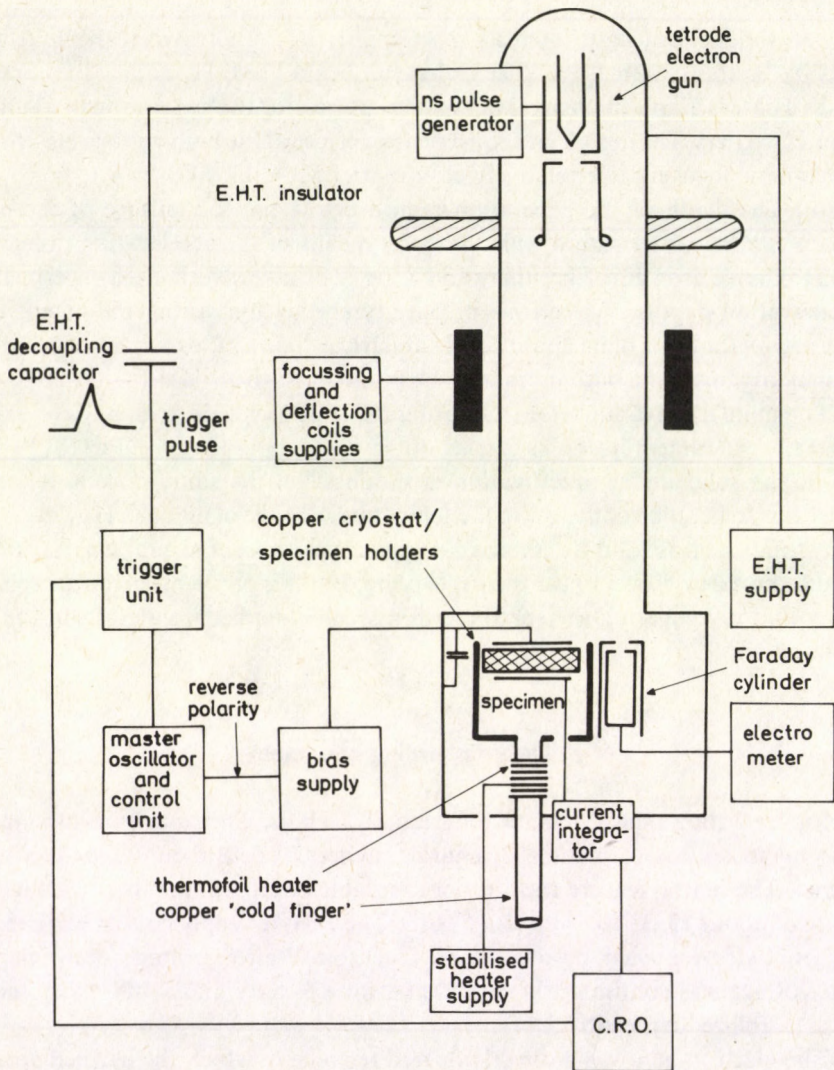 tetrode
electron
gun
ns pulse
generator
E.H.T. insulator
E.H.T.
decoupling
capacitor
trigger
pulse
focussing
and
deflection
coils
supplies
copper cryostat/
specimen holders
trigger
unit
E.H.T.
supply
reverse
polarity
specimen
Faraday
cylinder
master
oscillator
and
control
unit
bias
supply
electro
meter
current
integra-
tor
thermofoil heater
copper 'cold finger'
stabilised
heater
supply
C.R.O.